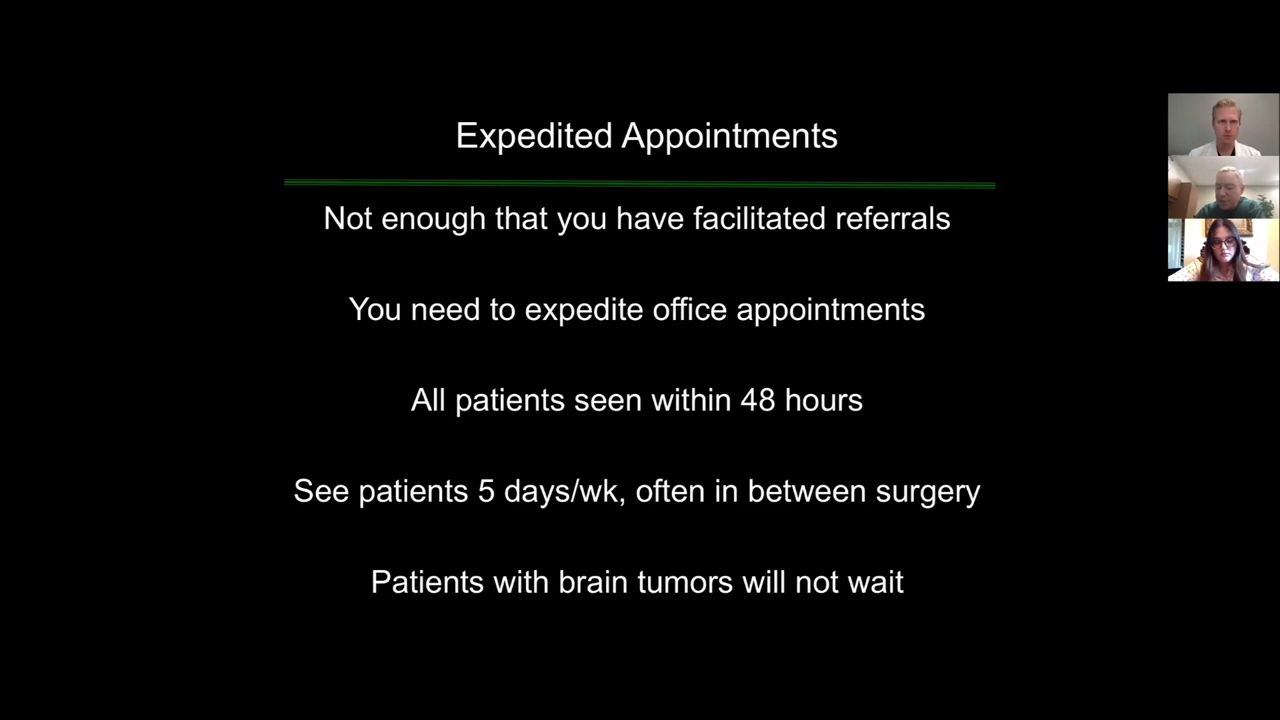 Expedited Appointments
Not enough that you have facilitated referrals
You need to expedite office appointments
All patients seen within 48 hours
See patients 5 days/wk, often in between surgery
Patients with brain tumors will not wait